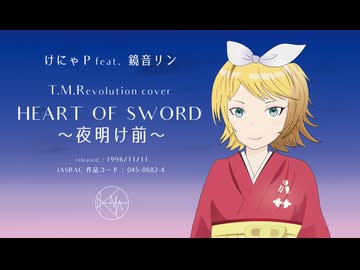 けにゃP feat. 鏡音リン
T.M.Revolution cover
HEART OF SWORD
～夜明け前～
released : 1996/11/11
JASRAC 作品コード : 045-8682-4